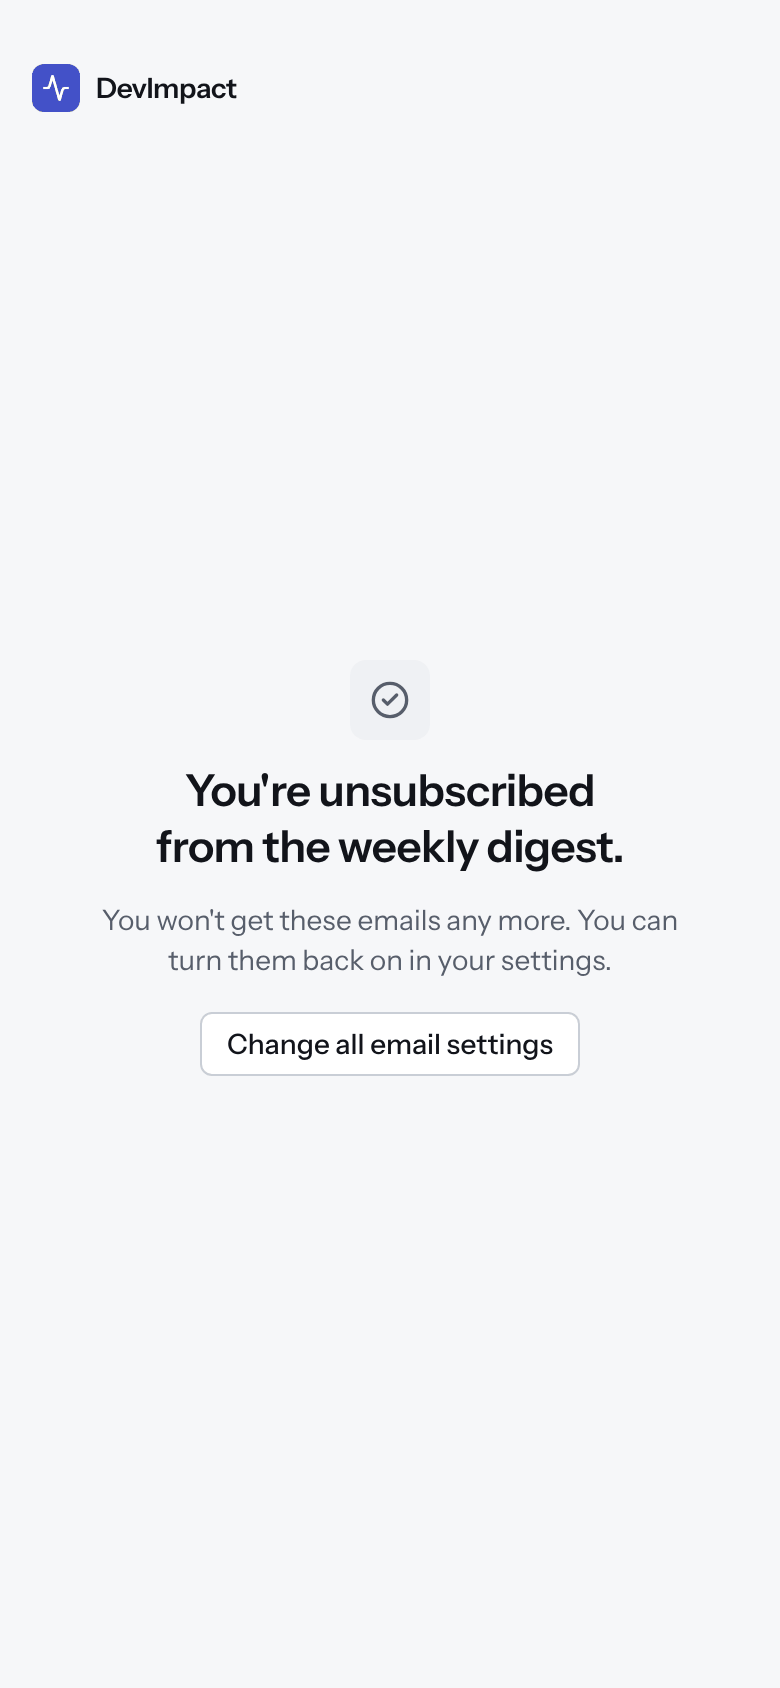 DevImpact
You're unsubscribed
from the weekly digest.
You won't get these emails any more. You can
turn them back on in your settings.
Change all email settings